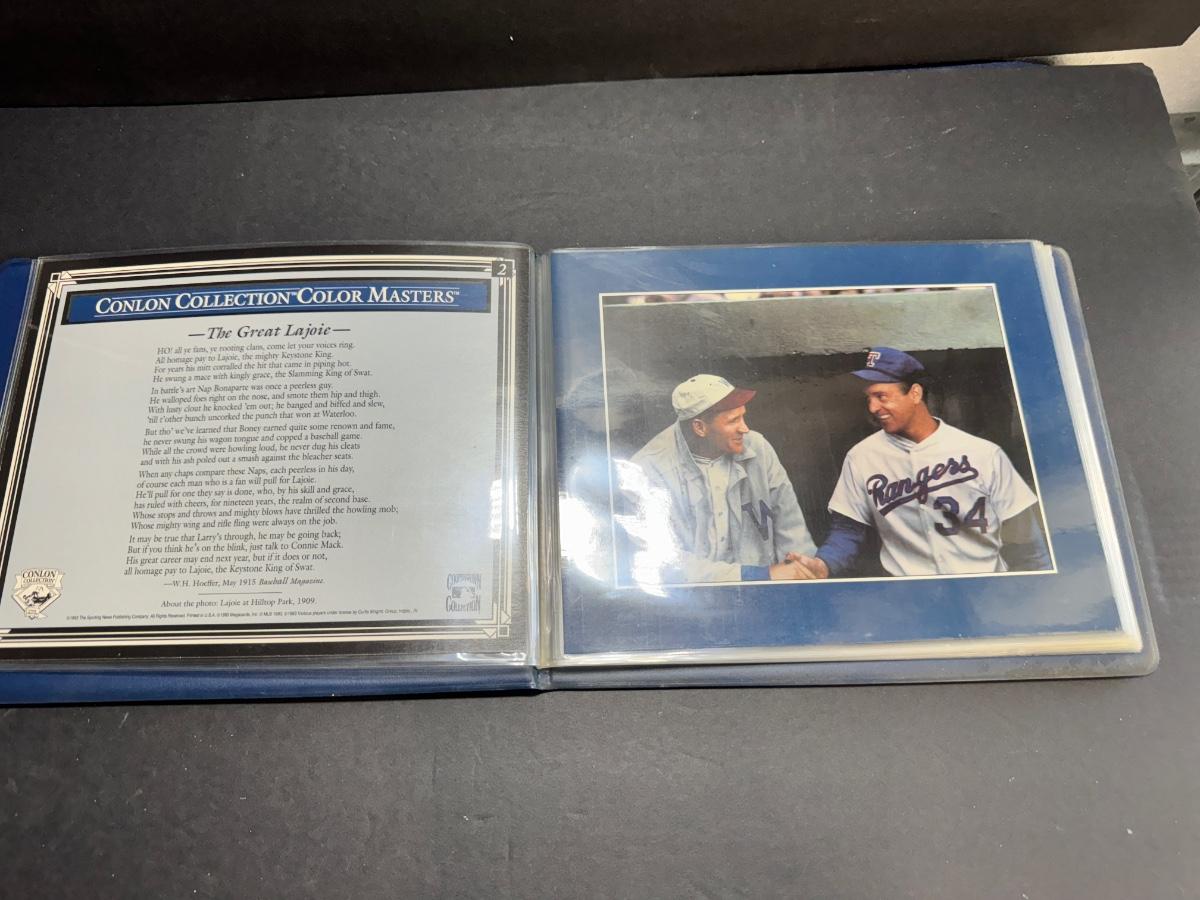 2
CONLON COLLECTION™ COLOR MASTERS™
—The Great Lajoie—
HO! all ye fans, ye rooting clans, come let your voices ring.
All homage pay to Lajoie, the mighty Keystone King.
For years his mitt corralled the hit that came in piping hot.
He swung a mace with kingly grace, the Slamming King of Swat.
In battle's art Nap Bonaparte was once a peerless guy.
He walloped foes right on the nose, and smote them hip and thigh.
With lusty clout he knocked 'em out; he banged and biffed and slew,
'till t'other bunch uncorked the punch that won at Waterloo.
But tho' we've learned that Boney earned quite some renown and fame,
he never swung his wagon tongue and copped a baseball game.
While all the crowd were howling loud, he never dug his cleats
and with his ash poled out a smash against the bleacher seats.
When any chaps compare these Naps, each peerless in his day,
of course each man who is a fan will pull for Lajoie.
He'll pull for one they say is done, who, by his skill and grace,
has ruled with cheers, for nineteen years, the realm of second base.
Whose stops and throws and mighty blows have thrilled the howling mob;
Whose mighty wing and rifle fling were always on the job.
It may be true that Larry's through, he may be going back;
But if you think he's on the blink, just talk to Connie Mack.
His great career may end next year, but if it does or not,
all homage pay to Lajoie, the Keystone King of Swat.
—W.H. Hoeffer, May 1915 Baseball Magazine.
About the photo: Lajoie at Hilltop Park, 1909.
CONLON
COLLECTION
COOPERSTOWN
COLLECTION
T
W
Rangers
34